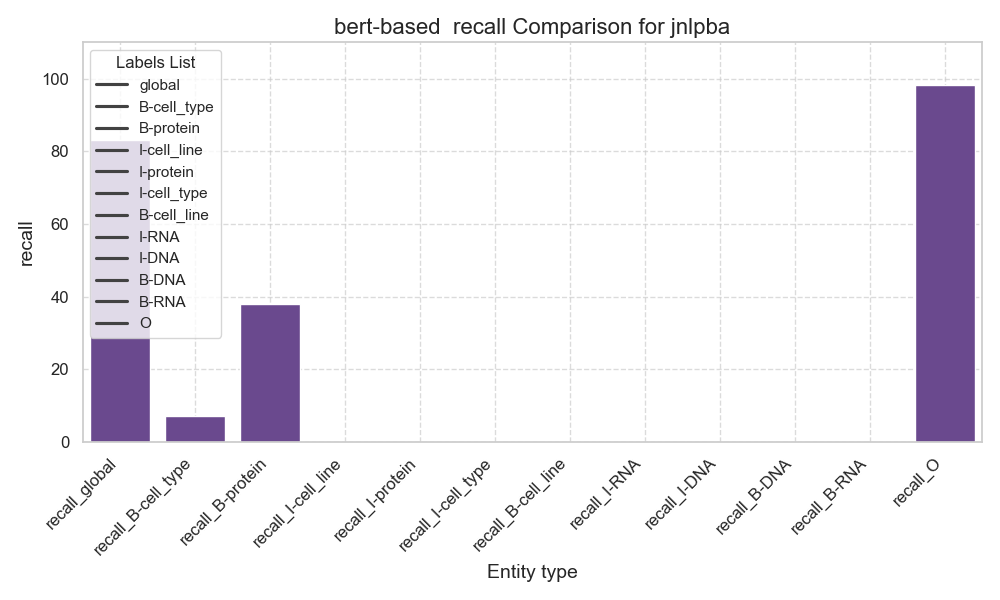 bert-based  recall Comparison for jnlpba
recall
100
80
60
40
20
0
Labels List
global
B-cell_type
B-protein
I-cell_line
I-protein
I-cell_type
B-cell_line
I-RNA
I-DNA
B-DNA
B-RNA
O
recall_global
recall_B-cell_type
recall_B-protein
recall_I-cell_line
recall_I-protein
recall_I-cell_type
recall_B-cell_line
recall_I-RNA
recall_I-DNA
recall_B-DNA
recall_B-RNA
recall_O
Entity type